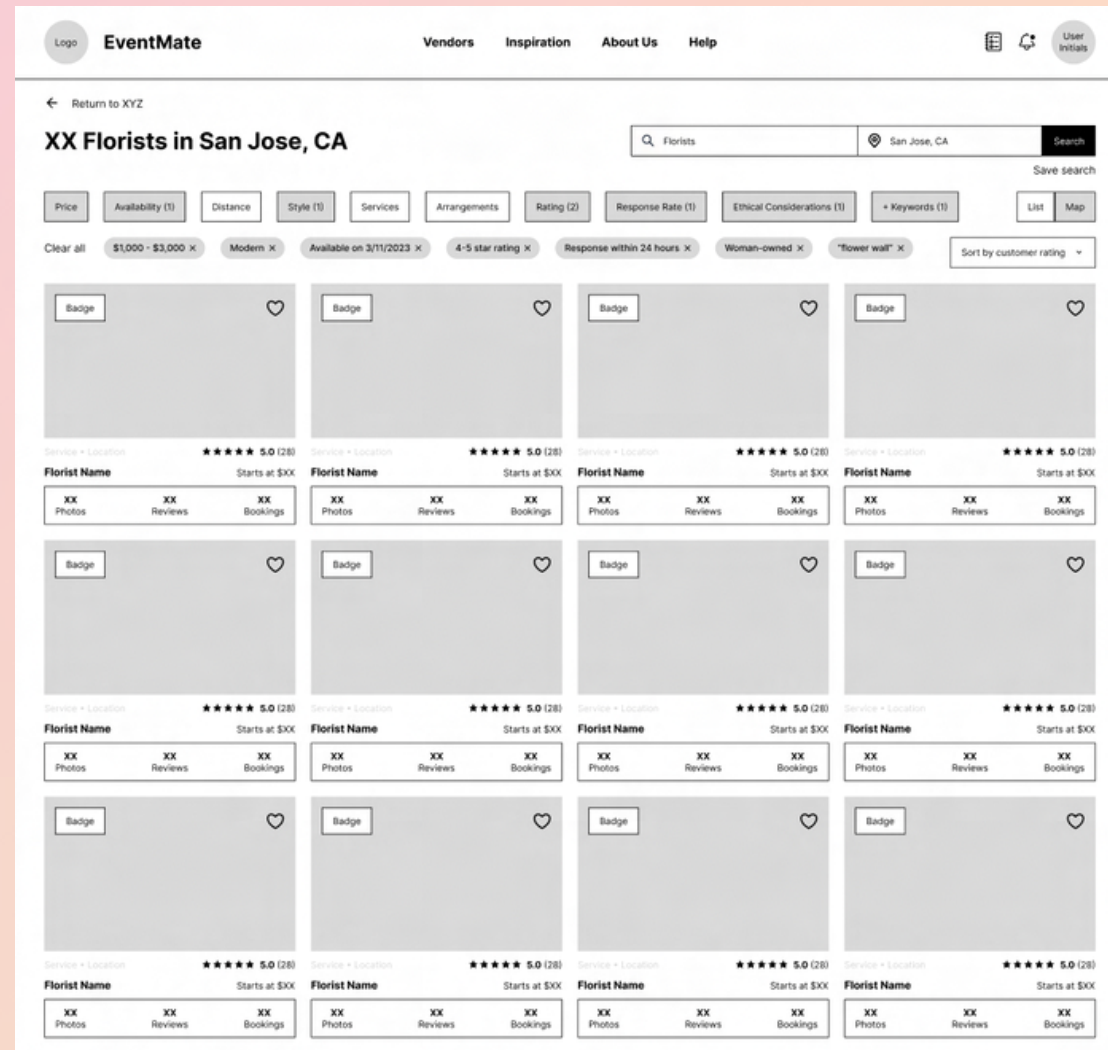 Logo EventMate Vendors Inspiration About Us Help User Initials
← Return to XYZ
XX Florists in San Jose, CA Florists San Jose, CA Search
Save search
Price Availability (1) Distance Style (1) Services Arrangements Rating (2) Response Rate (1) Ethical Considerations (1) + Keywords (1) List Map
Clear all $1,000 - $3,000 × Modern × Available on 3/11/2023 × 4-5 star rating × Response within 24 hours × Woman-owned × "flower wall" × Sort by customer rating
Badge Badge Badge Badge
Service • Location ★★★★★ 5.0 (28) Service • Location ★★★★★ 5.0 (28) Service • Location ★★★★★ 5.0 (28) Service • Location ★★★★★ 5.0 (28)
Florist Name Starts at $XX Florist Name Starts at $XX Florist Name Starts at $XX Florist Name Starts at $XX
XX XX XX XX XX XX XX XX XX XX XX XX
Photos Reviews Bookings Photos Reviews Bookings Photos Reviews Bookings Photos Reviews Bookings
Badge Badge Badge Badge
Service • Location ★★★★★ 5.0 (28) Service • Location ★★★★★ 5.0 (28) Service • Location ★★★★★ 5.0 (28) Service • Location ★★★★★ 5.0 (28)
Florist Name Starts at $XX Florist Name Starts at $XX Florist Name Starts at $XX Florist Name Starts at $XX
XX XX XX XX XX XX XX XX XX XX XX XX
Photos Reviews Bookings Photos Reviews Bookings Photos Reviews Bookings Photos Reviews Bookings
Badge Badge Badge Badge
Service • Location ★★★★★ 5.0 (28) Service • Location ★★★★★ 5.0 (28) Service • Location ★★★★★ 5.0 (28) Service • Location ★★★★★ 5.0 (28)
Florist Name Starts at $XX Florist Name Starts at $XX Florist Name Starts at $XX Florist Name Starts at $XX
XX XX XX XX XX XX XX XX XX XX XX XX
Photos Reviews Bookings Photos Reviews Bookings Photos Reviews Bookings Photos Reviews Bookings